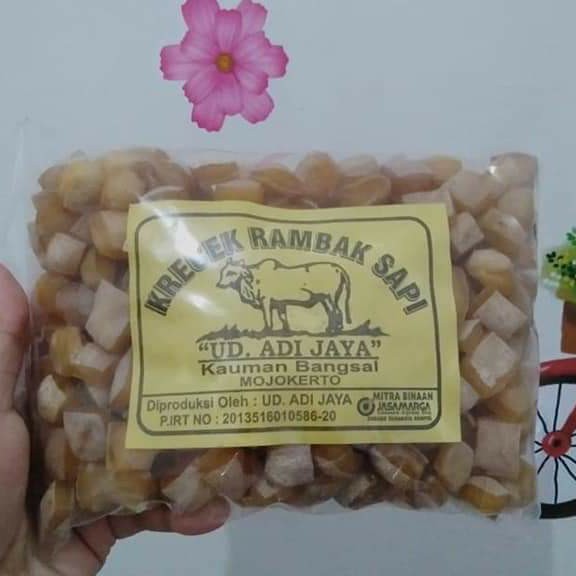 KRECEK RAMBAK SAPI
"UD. ADI JAYA"
Kauman Bangsal
MOJOKERTO
Diproduksi Oleh : UD. ADI JAYA
P.IRT NO : 2013516010586-20
MITRA BINAAN
JASAMARGA